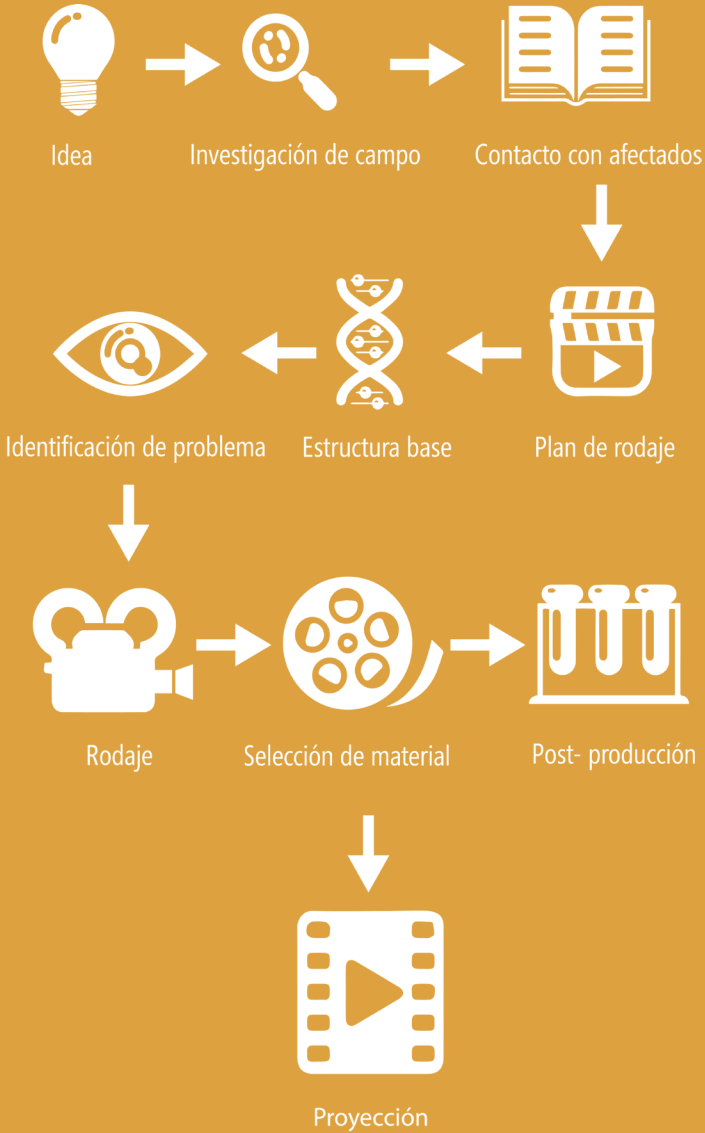 Idea
Investigación de campo
Contacto con afectados
Identificación de problema
Estructura base
Plan de rodaje
Rodaje
Selección de material
Post- producción
Proyección